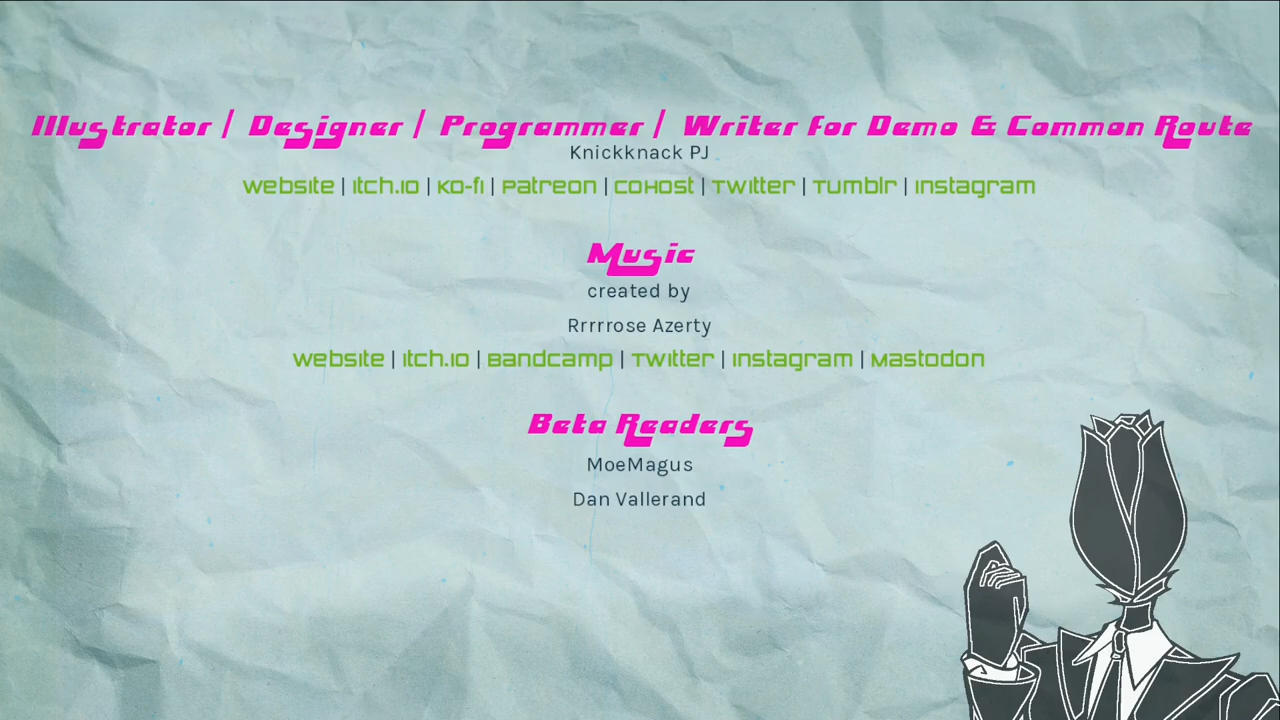 Illustrator / Designer / Programmer / Writer for Demo & Common Route
Knickknack PJ
Website | Itch.io | Ko-fi | Patreon | Cohost | Twitter | Tumblr | Instagram
Music
created by
Rrrrrose Azerty
Website | Itch.io | Bandcamp | Twitter | Instagram | Mastodon
Beta Readers
MoeMagus
Dan Vallerand